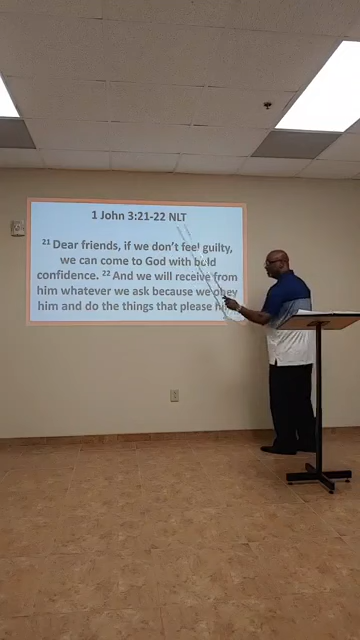 1 John 3:21-22 NLT
21 Dear friends, if we don't feel guilty,
we can come to God with bold
confidence. 22 And we will receive from
him whatever we ask because we obey
him and do the things that please